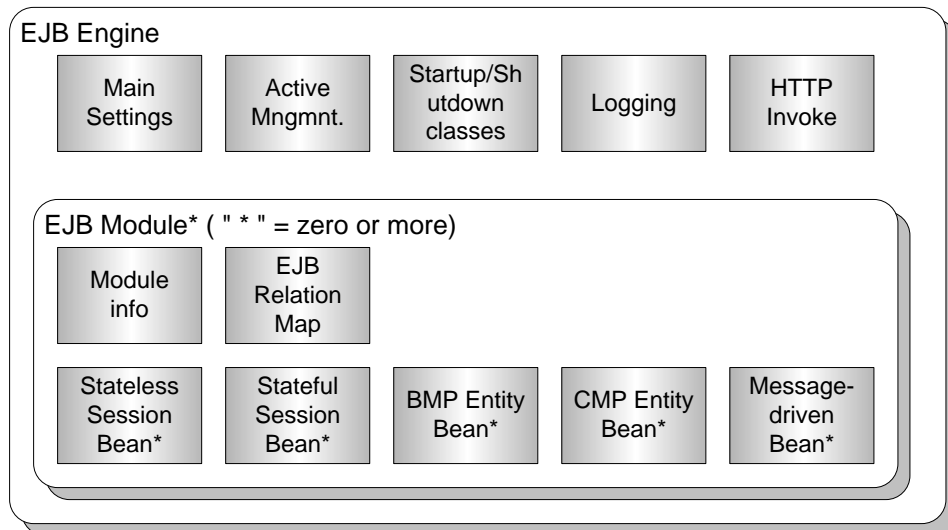 EJB Engine
Main
Settings
Active
Mngmnt.
Startup/Sh
utdown
classes
Logging
HTTP
Invoke
EJB Module* ( " * " = zero or more)
Module
info
EJB
Relation
Map
Stateless
Session
Bean*
Stateful
Session
Bean*
BMP Entity
Bean*
CMP Entity
Bean*
Message-
driven
Bean*